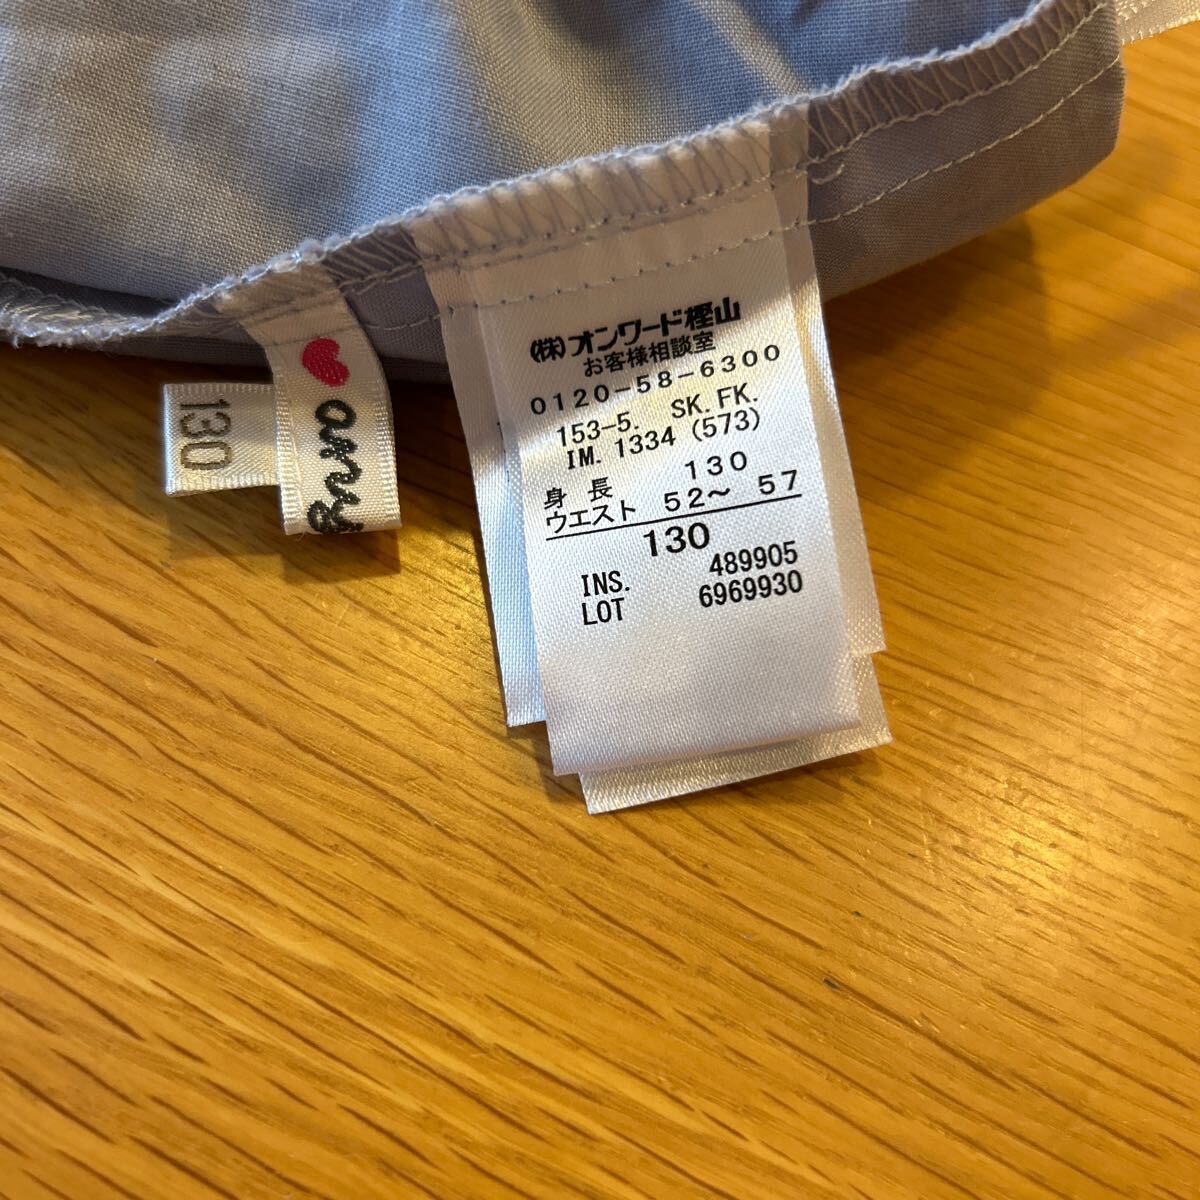 (株)オンワード樫山
お客様相談室
0120-58-6300
153-5. SK.FK.
IM. 1334 (573)
身 長 130
ウエスト 52〜 57
130
INS. 489905
LOT 6969930
any
130